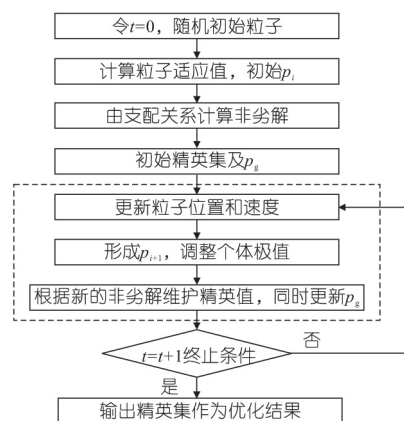 令t=0，随机初始粒子
计算粒子适应值，初始pᵢ
由支配关系计算非劣解
初始精英集及p_g
更新粒子位置和速度
形成pᵢ₊₁，调整个体极值
根据新的非劣解维护精英值，同时更新p_g
t=t+1终止条件
否
是
输出精英集作为优化结果